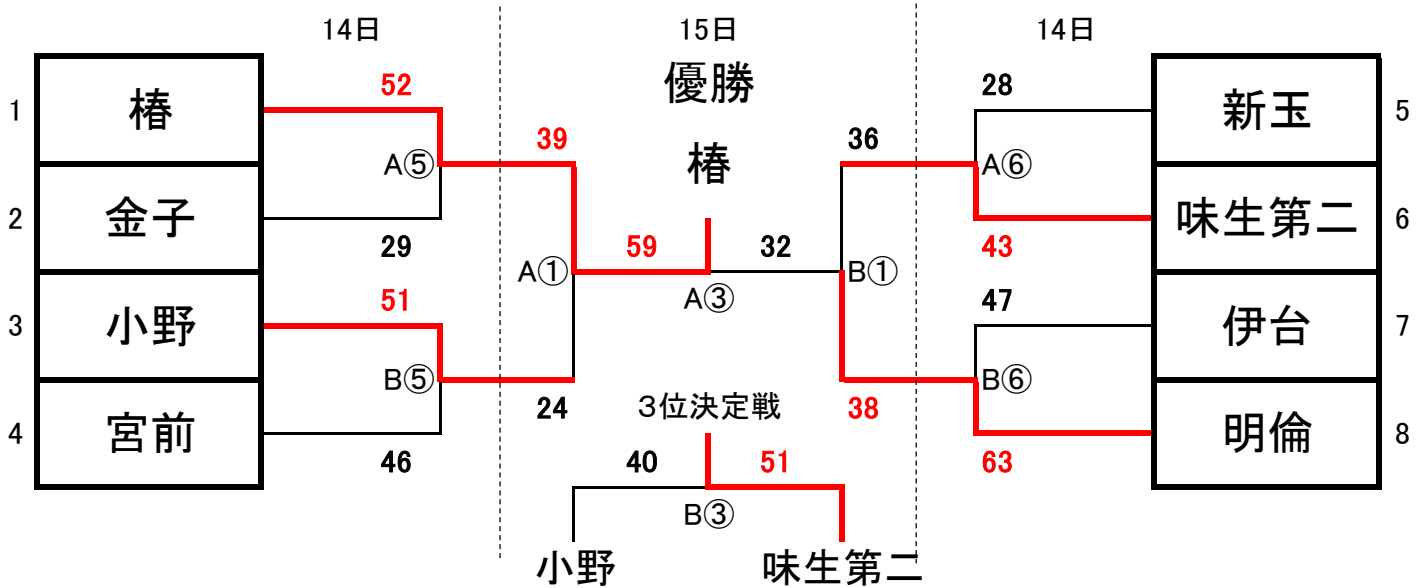 14日
15日
14日
優勝
椿
1
椿
52
A⑤
2
金子
29
3
小野
51
B⑤
4
宮前
46
39
A①
24
59
A③
32
36
B①
38
28
新玉
5
A⑥
味生第二
6
43
47
伊台
7
B⑥
明倫
8
63
3位決定戦
40
51
B③
小野
味生第二